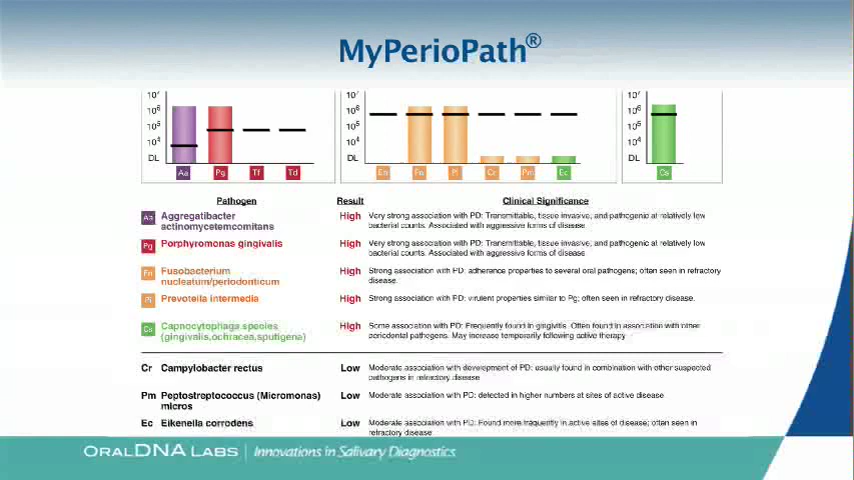 MyPerioPath®
10⁷ 10⁷ 10⁷
10⁶ 10⁶ 10⁶
10⁵ 10⁵ 10⁵
10⁴ 10⁴ 10⁴
DL DL DL
Aa Pg Tf Td En Fn Pi Cr Pm Ec Cs
Pathogen Result Clinical Significance
Aa Aggregatibacter
actinomycetemcomitans High Very strong association with PD: Transmittable, tissue invasive, and pathogenic at relatively low
bacterial counts. Associated with aggressive forms of disease
Pg Porphyromonas gingivalis High Very strong association with PD: Transmittable, tissue invasive, and pathogenic at relatively low
bacterial counts. Associated with aggressive forms of disease
Fn Fusobacterium
nucleatum/periodonticum High Strong association with PD: adherence properties to several oral pathogens; often seen in refractory
disease.
Pi Prevotella intermedia High Strong association with PD: virulent properties similar to Pg; often seen in refractory disease.
Cs Capnocytophaga species
(gingivalis,ochracea,sputigena) High Some association with PD: Frequently found in gingivitis. Often found in association with other
periodontal pathogens. May increase temporarily following active therapy
Cr Campylobacter rectus Low Moderate association with development of PD: usually found in combination with other suspected
pathogens in refractory disease
Pm Peptostreptococcus (Micromonas)
micros Low Moderate association with PD: detected in higher numbers at sites of active disease
Ec Eikenella corrodens Low Moderate association with PD: Found more frequently in active sites of disease; often seen in
refractory disease
ORALDNA LABS | Innovations in Salivary Diagnostics